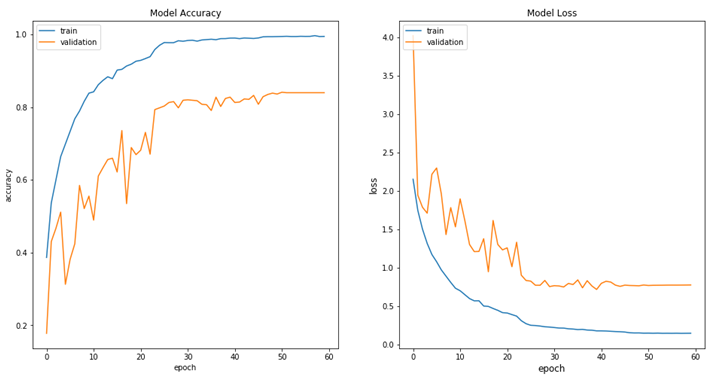 Model Accuracy
train
validation
1.0
0.8
0.6
0.4
0.2
accuracy
0 10 20 30 40 50 60
epoch
Model Loss
train
validation
4.0
3.5
3.0
2.5
2.0
1.5
1.0
0.5
0.0
loss
0 10 20 30 40 50 60
epoch